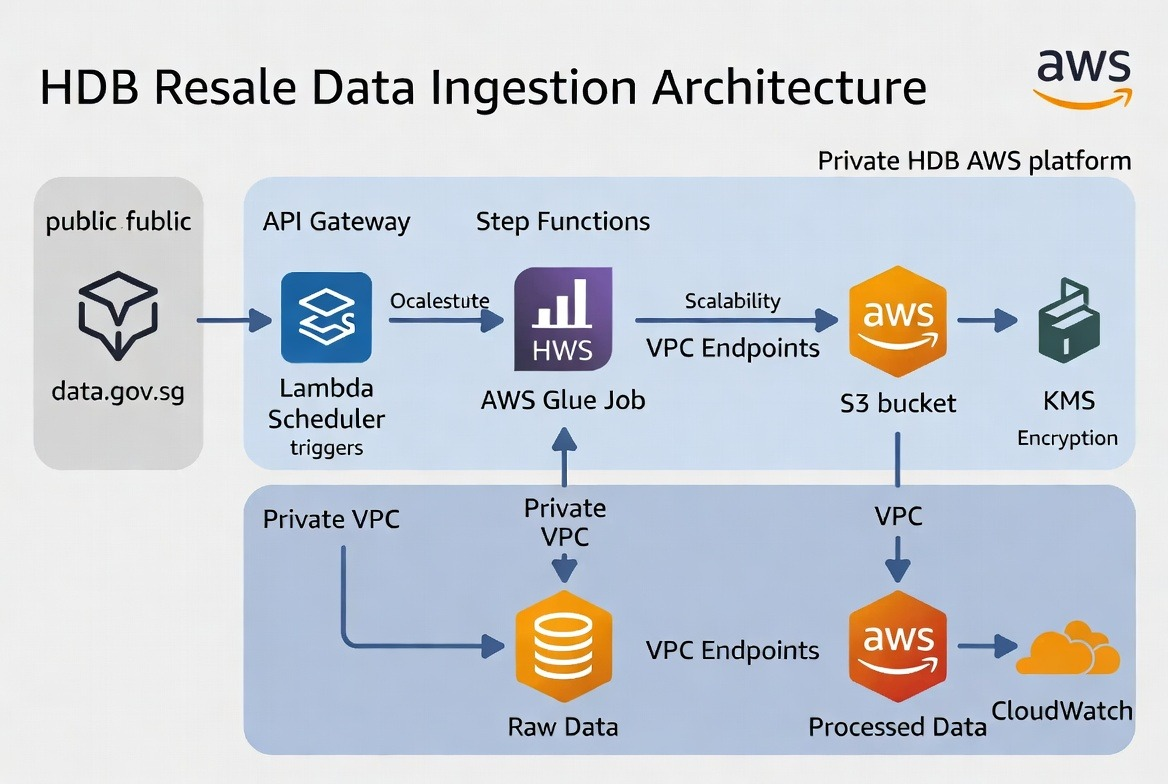 HDB Resale Data Ingestion Architecture
aws
Private HDB AWS platform
public fublic
API Gateway
Step Functions
Ocalestute
Scalability
aws
HWS
VPC Endpoints
data.gov.sg
Lambda
Scheduler
triggers
AWS Glue Job
S3 bucket
KMS
Encryption
Private VPC
Private
VPC
VPC
VPC Endpoints
aws
Raw Data
Processed Data
CloudWatch